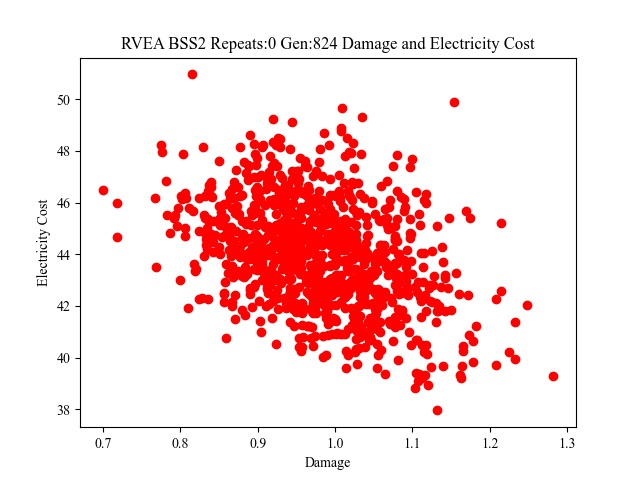 RVEA BSS2 Repeats:0 Gen:824 Damage and Electricity Cost
50
48
46
44
42
40
38
Electricity Cost
0.7 0.8 0.9 1.0 1.1 1.2 1.3
Damage